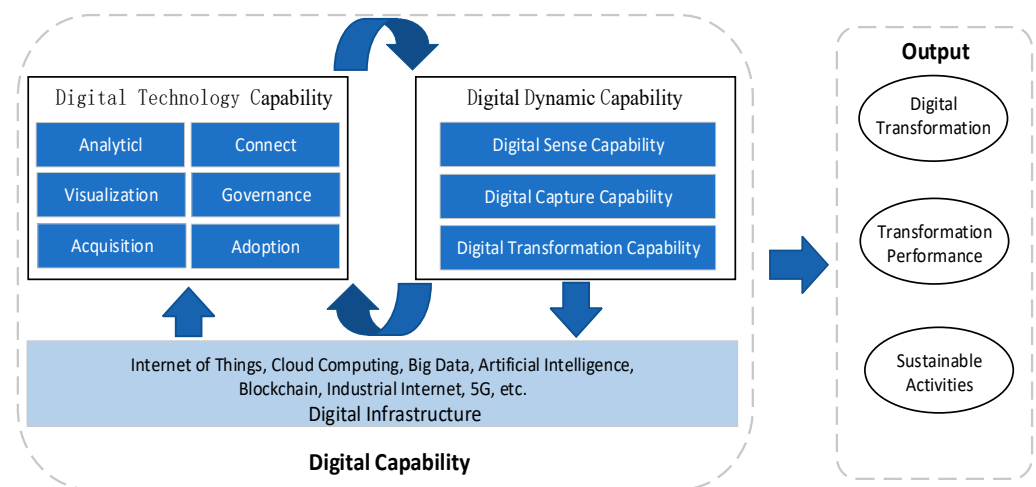 Digital Technology Capability
Analyticl
Connect
Visualization
Governance
Acquisition
Adoption
Digital Dynamic Capability
Digital Sense Capability
Digital Capture Capability
Digital Transformation Capability
Internet of Things, Cloud Computing, Big Data, Artificial Intelligence,
Blockchain, Industrial Internet, 5G, etc.
Digital Infrastructure
Digital Capability
Output
Digital
Transformation
Transformation
Performance
Sustainable
Activities